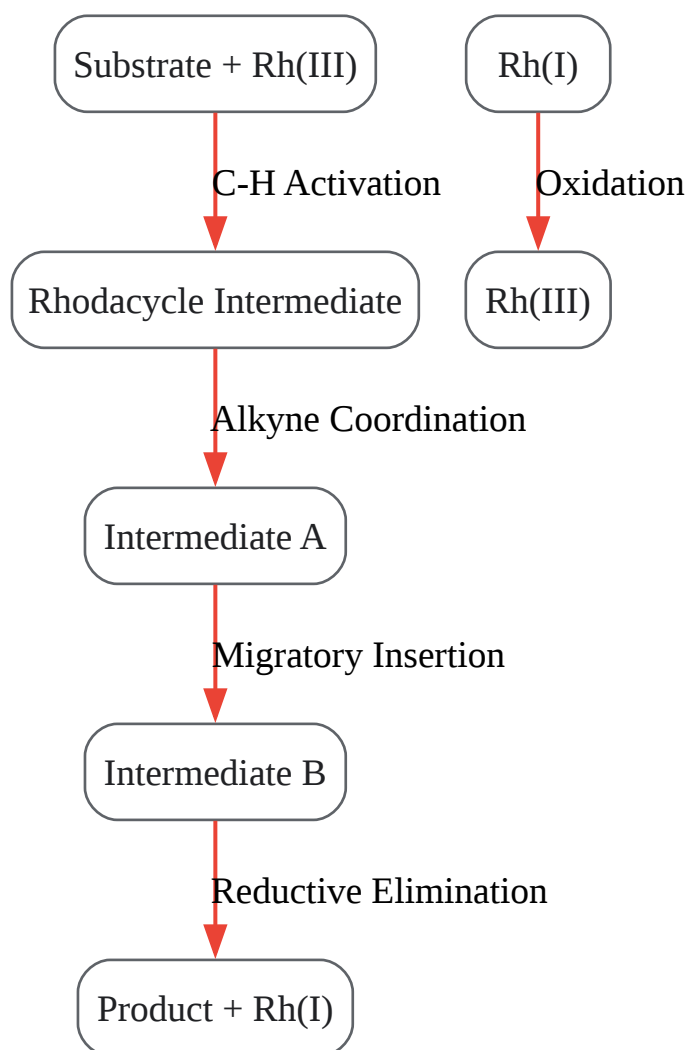 Substrate + Rh(III)
Rh(I)
C-H Activation
Oxidation
Rhodacycle Intermediate
Rh(III)
Alkyne Coordination
Intermediate A
Migratory Insertion
Intermediate B
Reductive Elimination
Product + Rh(I)